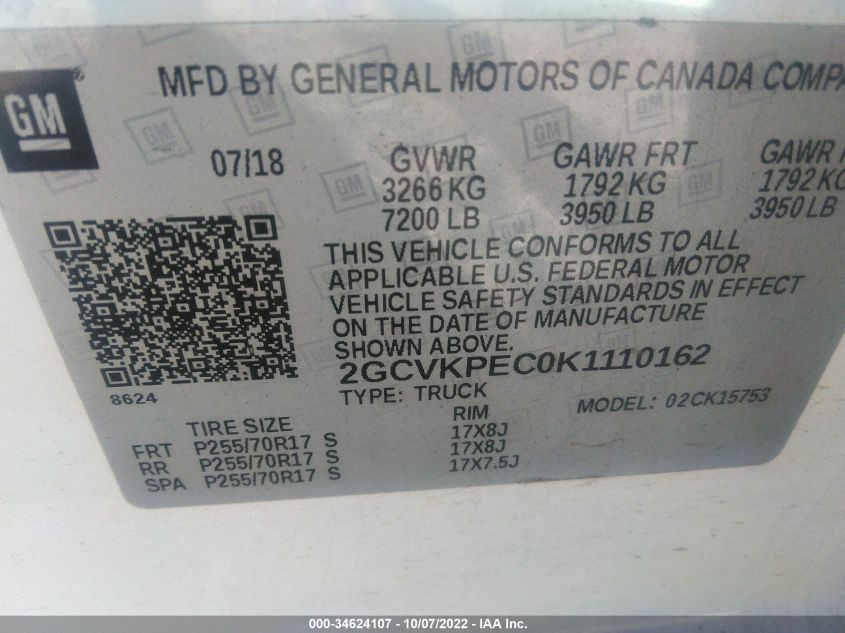 GM
MFD BY GENERAL MOTORS OF CANADA
07/18 GVWR GAWR FRT GAWR
3266 KG 1792 KG 1792 KG
7200 LB 3950 LB 3950 LB
THIS VEHICLE CONFORMS TO ALL
APPLICABLE U.S. FEDERAL MOTOR
VEHICLE SAFETY STANDARDS IN EFFECT
ON THE DATE OF MANUFACTURE
SHOWN ABOVE.
2GCVKPEC0K1110162
8624
TYPE: TRUCK MODEL: 02CK15753
TIRE SIZE RIM
FRT P255/70R17 S 17X8J
RR P255/70R17 S 17X8J
SPA P255/70R17 S 17X7.5J
000-34624107 - 10/07/2022 - IAA Inc.